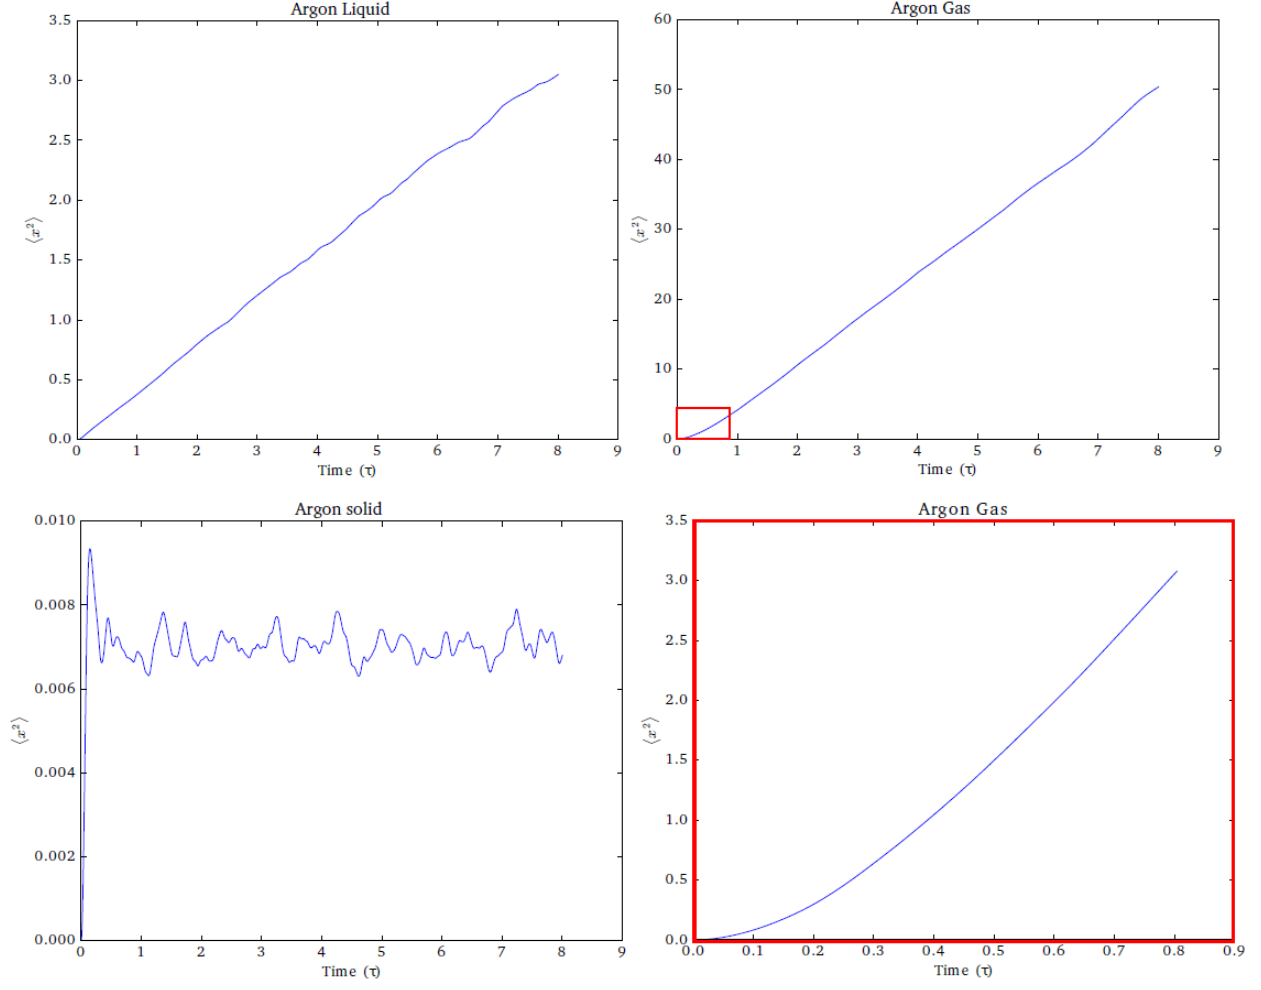 Argon Liquid
3.5
3.0
2.5
2.0
1.5
1.0
0.5
0.0
⟨x²⟩
0 1 2 3 4 5 6 7 8 9
Time (τ)
Argon Gas
60
50
40
30
20
10
0
⟨x²⟩
0 1 2 3 4 5 6 7 8 9
Time (τ)
Argon solid
0.010
0.008
0.006
0.004
0.002
0.000
⟨x²⟩
0 1 2 3 4 5 6 7 8 9
Time (τ)
Argon Gas
3.5
3.0
2.5
2.0
1.5
1.0
0.5
0.0
⟨x²⟩
0.0 0.1 0.2 0.3 0.4 0.5 0.6 0.7 0.8 0.9
Time (τ)